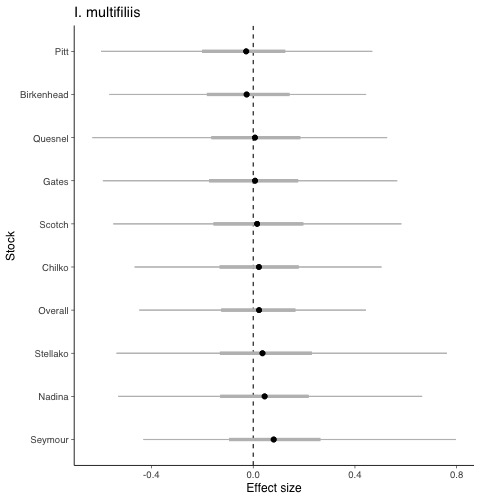 I. multifiliis
Pitt
Birkenhead
Quesnel
Gates
Scotch
Chilko
Overall
Stellako
Nadina
Seymour
Stock
-0.4 0.0 0.4 0.8
Effect size